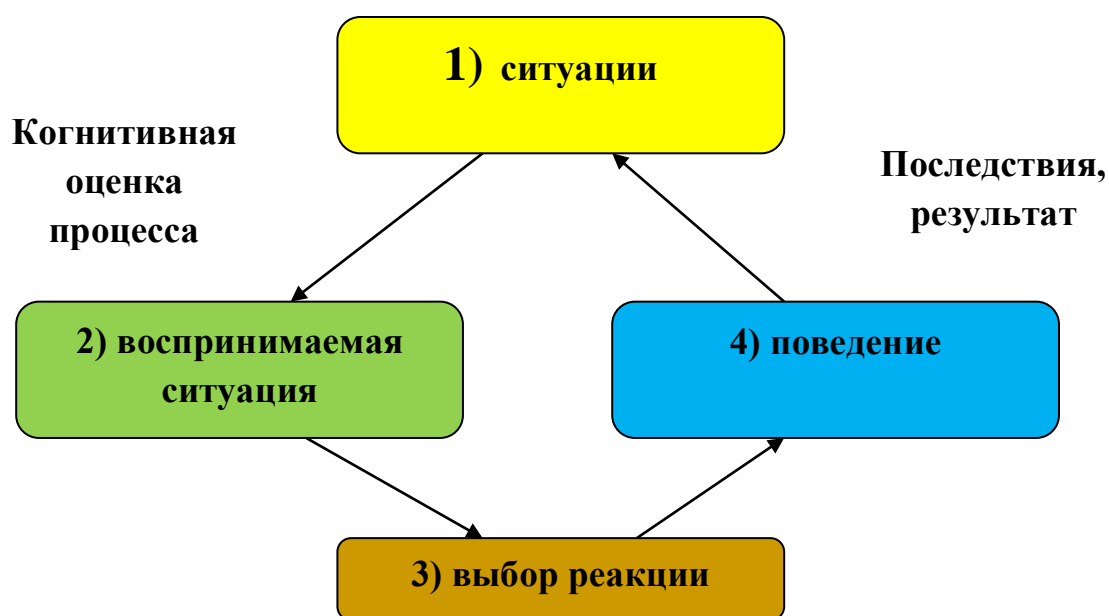 1) ситуации
Когнитивная
оценка
процесса
Последствия,
результат
2) воспринимаемая
ситуация
4) поведение
3) выбор реакции